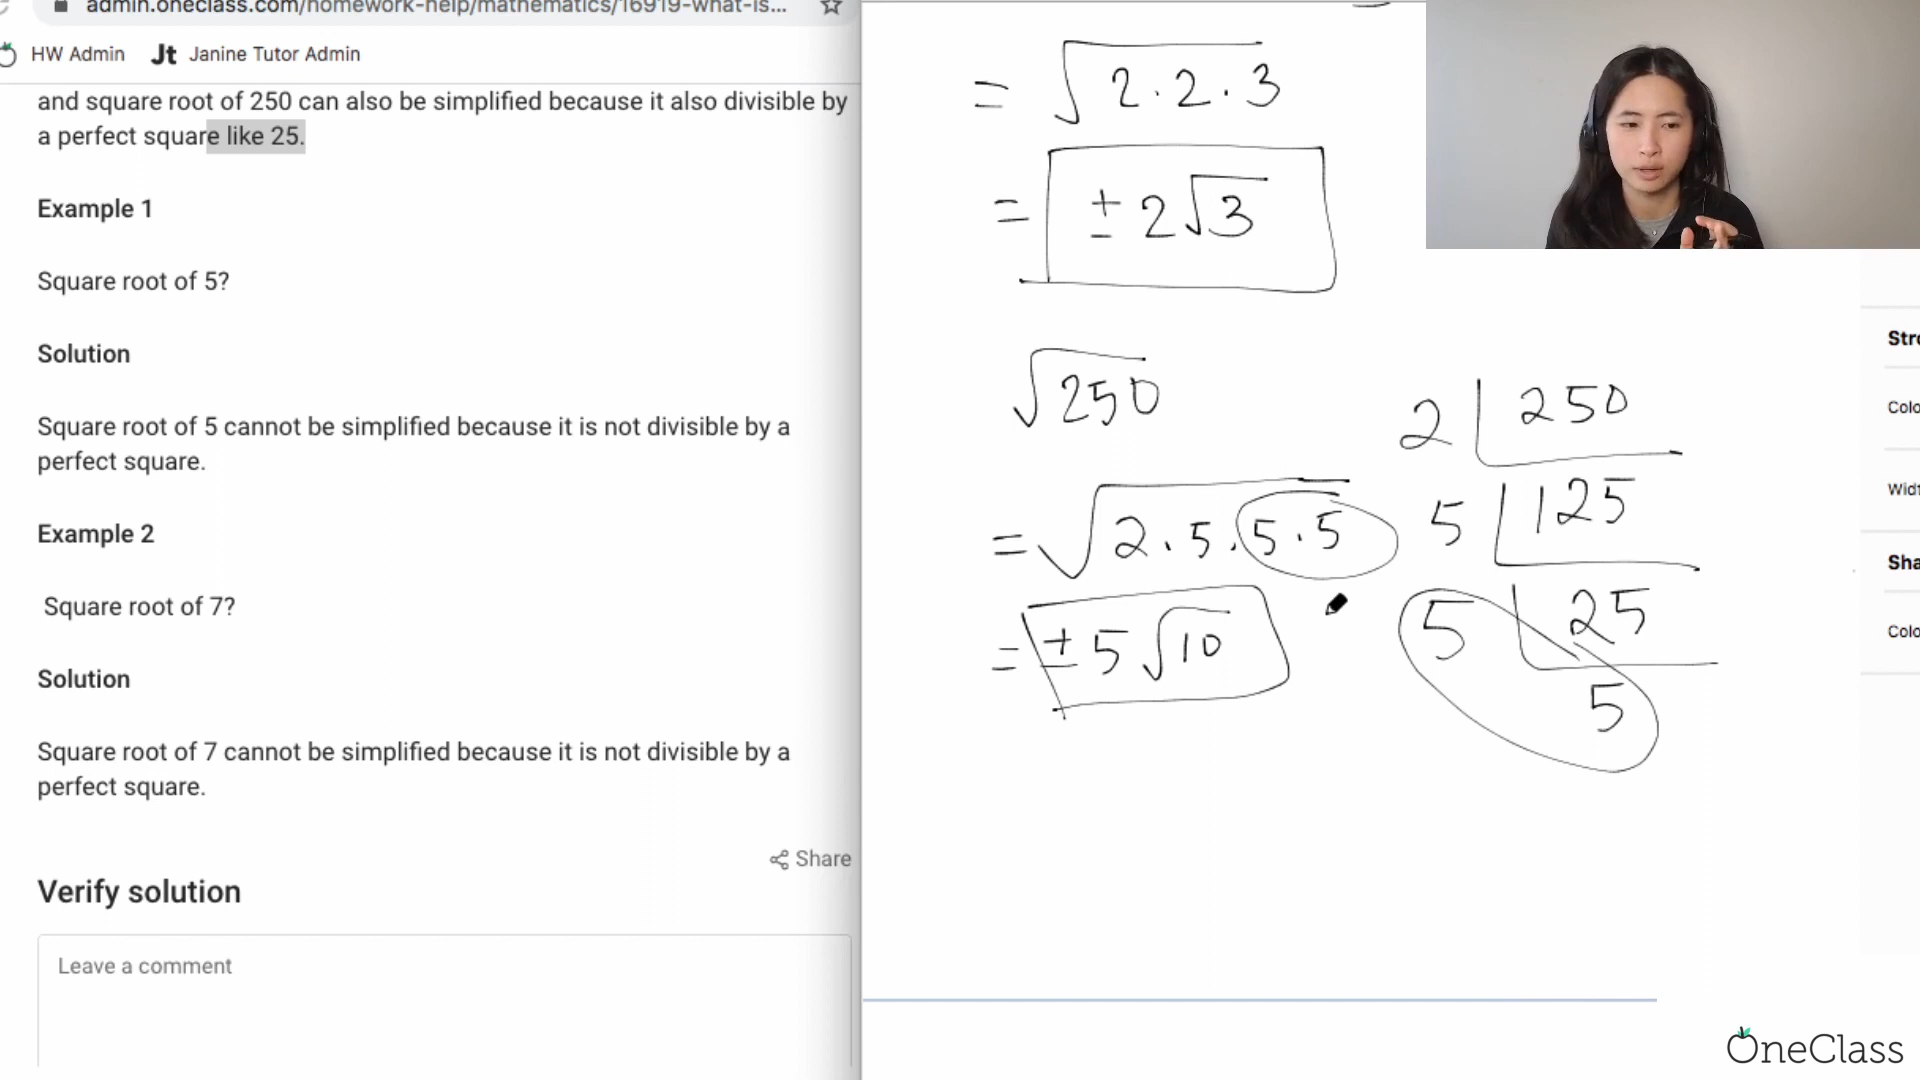 admin.oneclass.com/homework-help/mathematics/16919-what-is...
HW Admin Jt Janine Tutor Admin
and square root of 250 can also be simplified because it also divisible by
a perfect square like 25.
Example 1
Square root of 5?
Solution
Square root of 5 cannot be simplified because it is not divisible by a
perfect square.
Example 2
Square root of 7?
Solution
Square root of 7 cannot be simplified because it is not divisible by a
perfect square.
Share
Verify solution
Leave a comment
= √2·2·3
= ±2√3
√250
= √2·5·5·5
= ±5√10
2 250
5 125
5 25
5
Str
Colo
Widt
Sha
Colo
OneClass